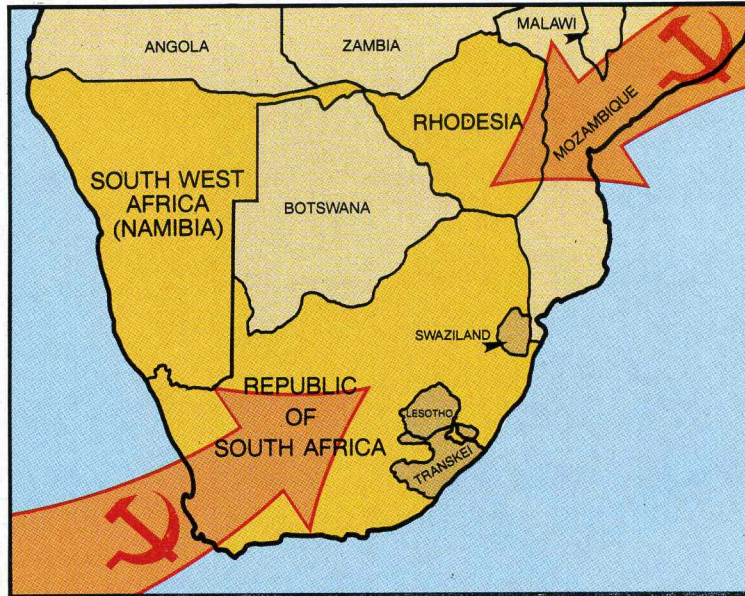 ANGOLA
ZAMBIA
MALAWI
RHODESIA
MOZAMBIQUE
SOUTH WEST
AFRICA
(NAMIBIA)
BOTSWANA
SWAZILAND
REPUBLIC
OF
SOUTH AFRICA
LESOTHO
TRANSKEI